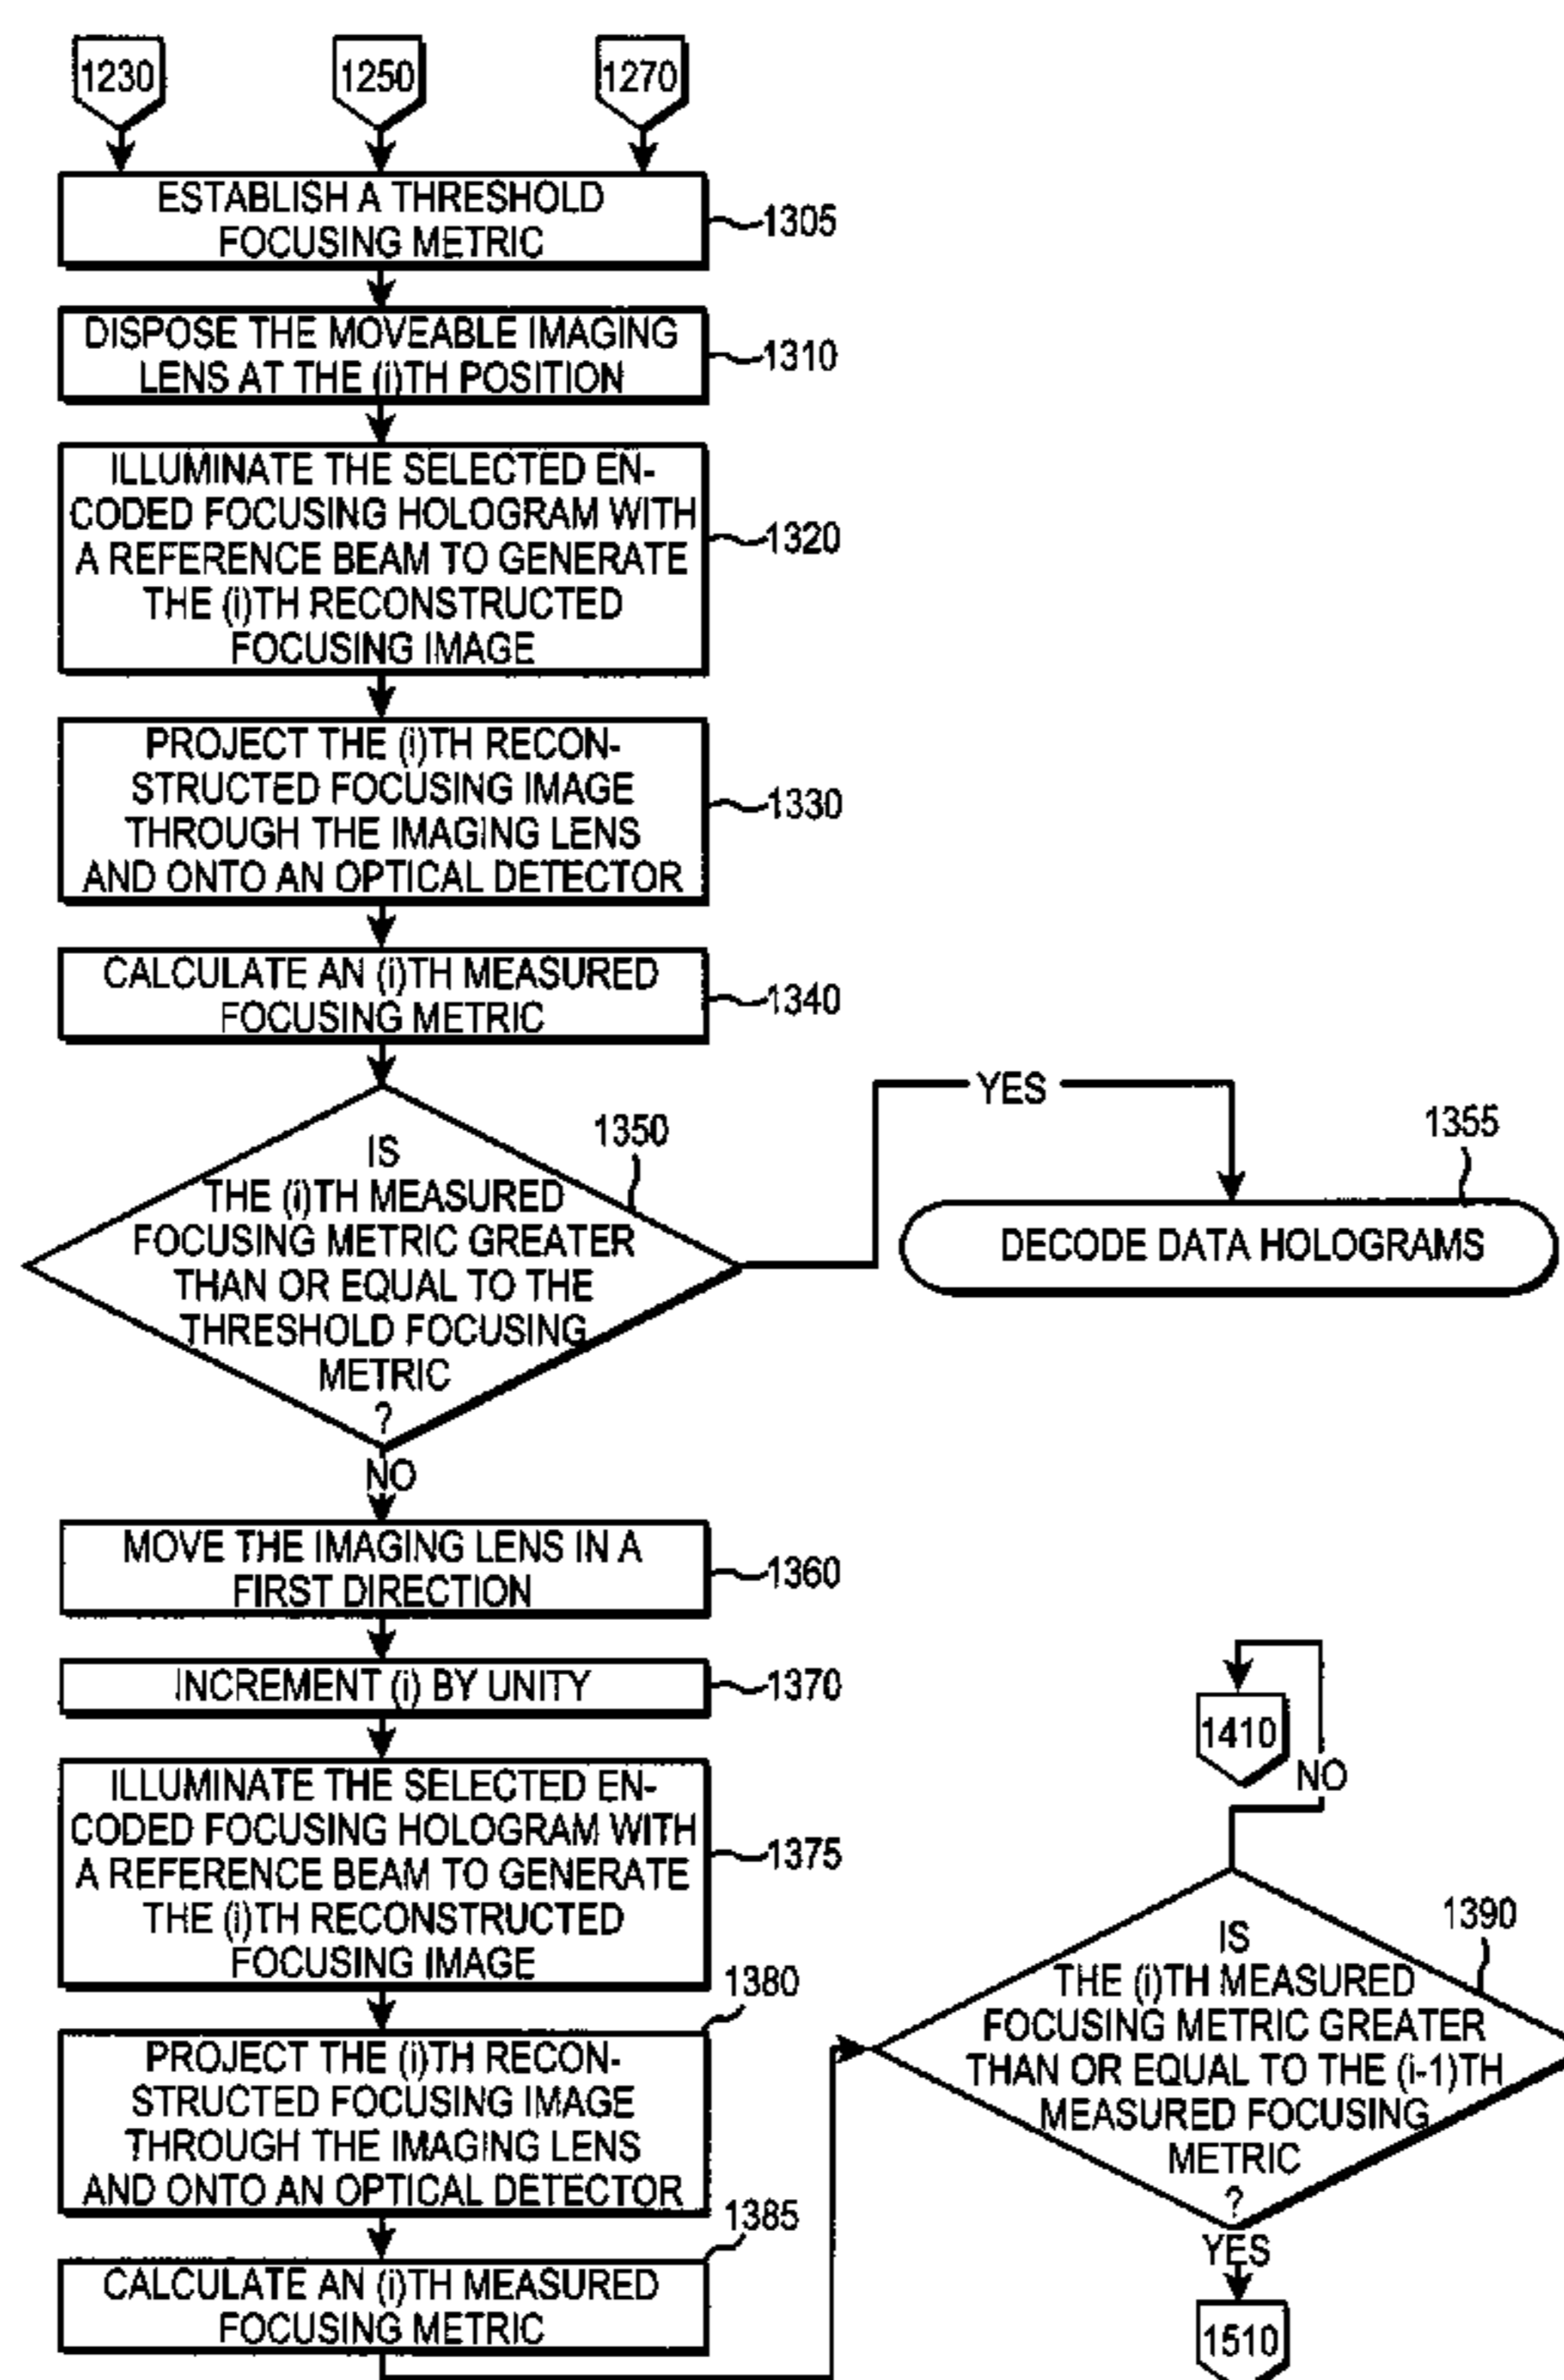 1230
1250
1270
ESTABLISH A THRESHOLD
FOCUSING METRIC
1305
DISPOSE THE MOVEABLE IMAGING
LENS AT THE (i)TH POSITION
1310
ILLUMINATE THE SELECTED EN-
CODED FOCUSING HOLOGRAM WITH
A REFERENCE BEAM TO GENERATE
THE (i)TH RECONSTRUCTED
FOCUSING IMAGE
1320
PROJECT THE (i)TH RECON-
STRUCTED FOCUSING IMAGE
THROUGH THE IMAGING LENS
AND ONTO AN OPTICAL DETECTOR
1330
CALCULATE AN (i)TH MEASURED
FOCUSING METRIC
1340
IS
THE (i)TH MEASURED
FOCUSING METRIC GREATER
THAN OR EQUAL TO THE
THRESHOLD FOCUSING
METRIC
?
1350
YES
1355
DECODE DATA HOLOGRAMS
NO
MOVE THE IMAGING LENS IN A
FIRST DIRECTION
1360
INCREMENT (i) BY UNITY
1370
ILLUMINATE THE SELECTED EN-
CODED FOCUSING HOLOGRAM WITH
A REFERENCE BEAM TO GENERATE
THE (i)TH RECONSTRUCTED
FOCUSING IMAGE
1375
1380
PROJECT THE (i)TH RECON-
STRUCTED FOCUSING IMAGE
THROUGH THE IMAGING LENS
AND ONTO AN OPTICAL DETECTOR
1385
CALCULATE AN (i)TH MEASURED
FOCUSING METRIC
1410
NO
1390
IS
THE (i)TH MEASURED
FOCUSING METRIC GREATER
THAN OR EQUAL TO THE (i-1)TH
MEASURED FOCUSING
METRIC
?
YES
1510